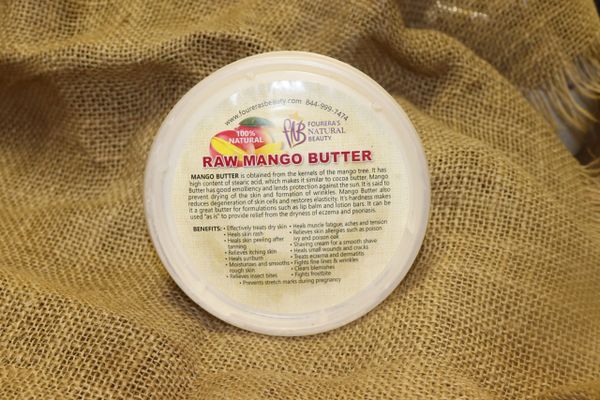 www.fourerasbeauty.com 844-999-7474
100%
NATURAL
FNB
FOURERA'S
NATURAL
BEAUTY
RAW MANGO BUTTER
MANGO BUTTER is obtained from the kernels of the mango tree. It has
high content of stearic acid, which makes it similar to cocoa butter. Mango
Butter has good emolliency and lends protection against the sun. It is said to
prevent drying of the skin and formation of wrinkles. Mango Butter also
reduces degeneration of skin cells and restores elasticity. It's hardness makes
it a great butter for formulations such as lip balm and lotion bars. It can be
used "as is" to provide relief from the dryness of eczema and psoriasis.
BENEFITS: • Effectively treats dry skin
• Heals skin rash
• Heals skin peeling after
tanning
• Relieves itching skin
• Heals sunburn
• Moisturizes and smooths
rough skin
• Relieves insect bites
• Heals muscle fatigue, aches and tension
• Relieves skin allergies such as poison
ivy and poison oak
• Shaving cream for a smooth shave
• Heals small wounds and cracks
• Treats eczema and dermatitis
• Fights fine lines & wrinkles
• Clears blemishes
• Fights frostbite
• Prevents stretch marks during pregnancy